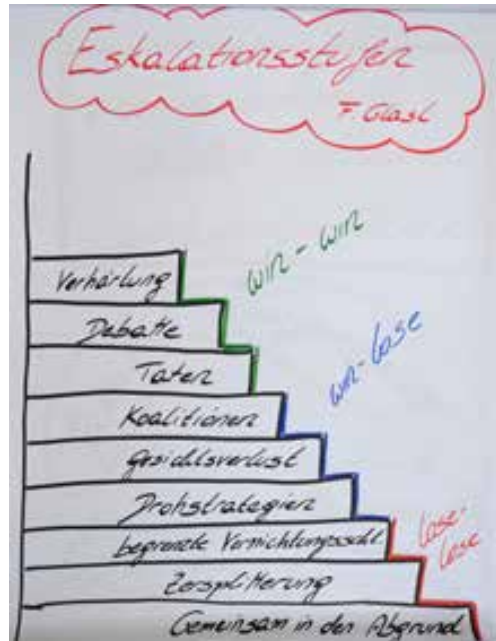 Eskalationsstufen
F. Glasl
win - win
Verhärtung
Debatte
Taten
win-lose
Koalitionen
Gesichtsverlust
Drohstrategien
lose-
lose
begrenzte Vernichtungsschl.
Zersplitterung
Gemeinsam in den Abgrund